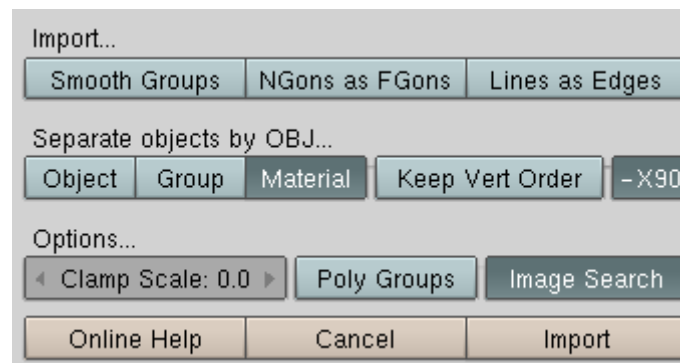 Import...
Smooth Groups NGons as FGons Lines as Edges
Separate objects by OBJ...
Object Group Material Keep Vert Order -X90
Options...
Clamp Scale: 0.0 Poly Groups Image Search
Online Help Cancel Import